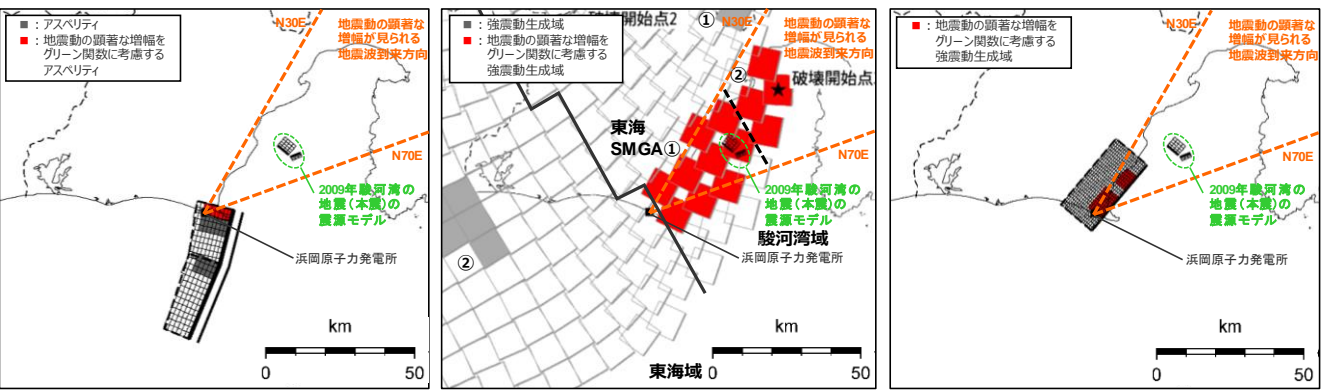 ■：アスペリティ
■：地震動の顕著な増幅を
グリーン関数に考慮する
アスペリティ
N30E
地震動の顕著な
増幅が見られる
地震波到来方向
N70E
2009年駿河湾の
地震（本震）の
震源モデル
浜岡原子力発電所
km
0
50
■：強震動生成域
■：地震動の顕著な増幅を
グリーン関数に考慮する
強震動生成域
破壊開始点2
①
N30E
地震動の顕著な
増幅が見られる
地震波到来方向
②
破壊開始点
東海
SMGA①
N70E
2009年駿河湾の
地震（本震）の
震源モデル
駿河湾域
浜岡原子力発電所
②
km
0
50
東海域
■：地震動の顕著な増幅を
グリーン関数に考慮する
強震動生成域
N30E
地震動の顕著な
増幅が見られる
地震波到来方向
N70E
2009年駿河湾の
地震（本震）の
震源モデル
浜岡原子力発電所
km
0
50